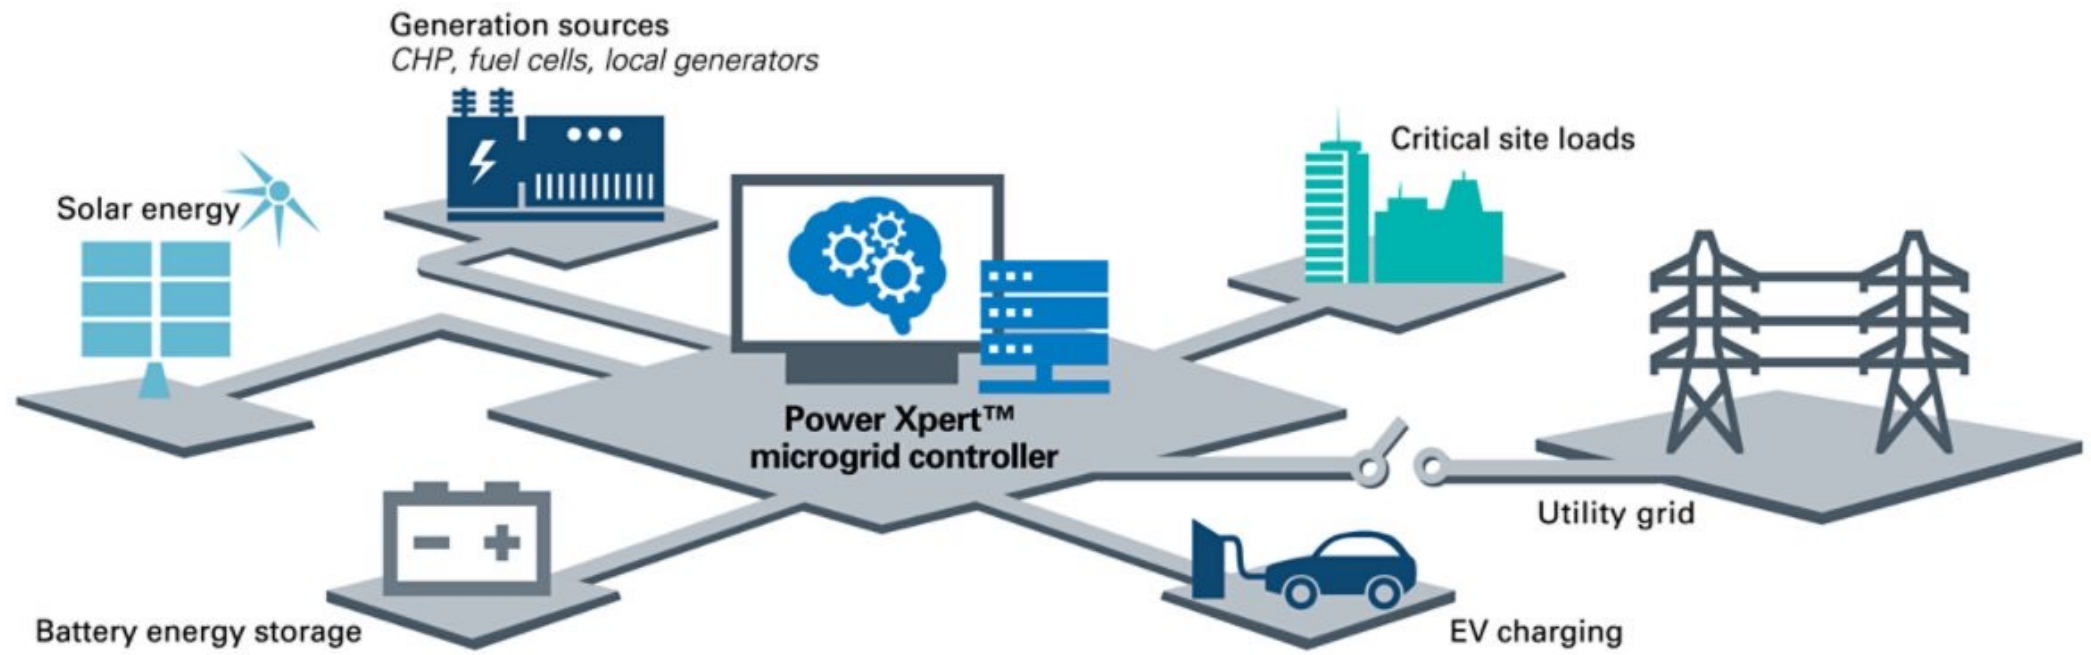 Generation sources
CHP, fuel cells, local generators
Solar energy
Critical site loads
Power Xpert™
microgrid controller
Utility grid
Battery energy storage
EV charging